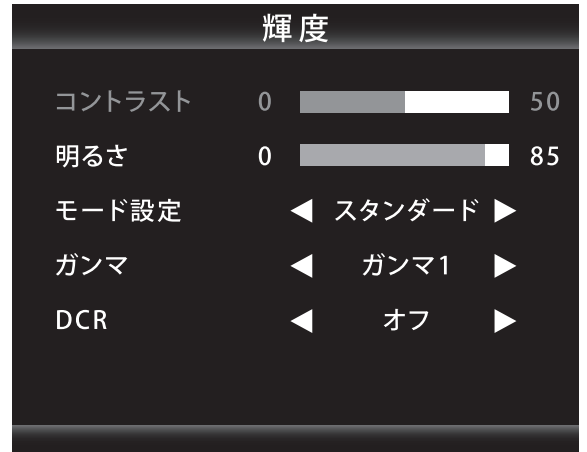 輝度
コントラスト 0 50
明るさ 0 85
モード設定 ◀ スタンダード ▶
ガンマ ◀ ガンマ1 ▶
DCR ◀ オフ ▶